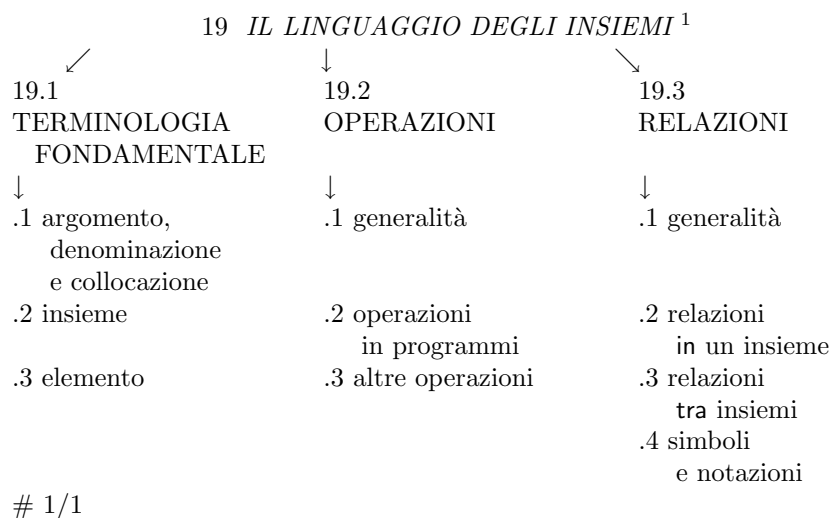 19 IL LINGUAGGIO DEGLI INSIEMI 1
↙ ↓ ↘
19.1 19.2 19.3
TERMINOLOGIA OPERAZIONI RELAZIONI
FONDAMENTALE
↓ ↓ ↓
.1 argomento, .1 generalità .1 generalità
denominazione
e collocazione
.2 insieme .2 operazioni .2 relazioni
in programmi in un insieme
.3 elemento .3 altre operazioni .3 relazioni
tra insiemi
.4 simboli
e notazioni
# 1/1